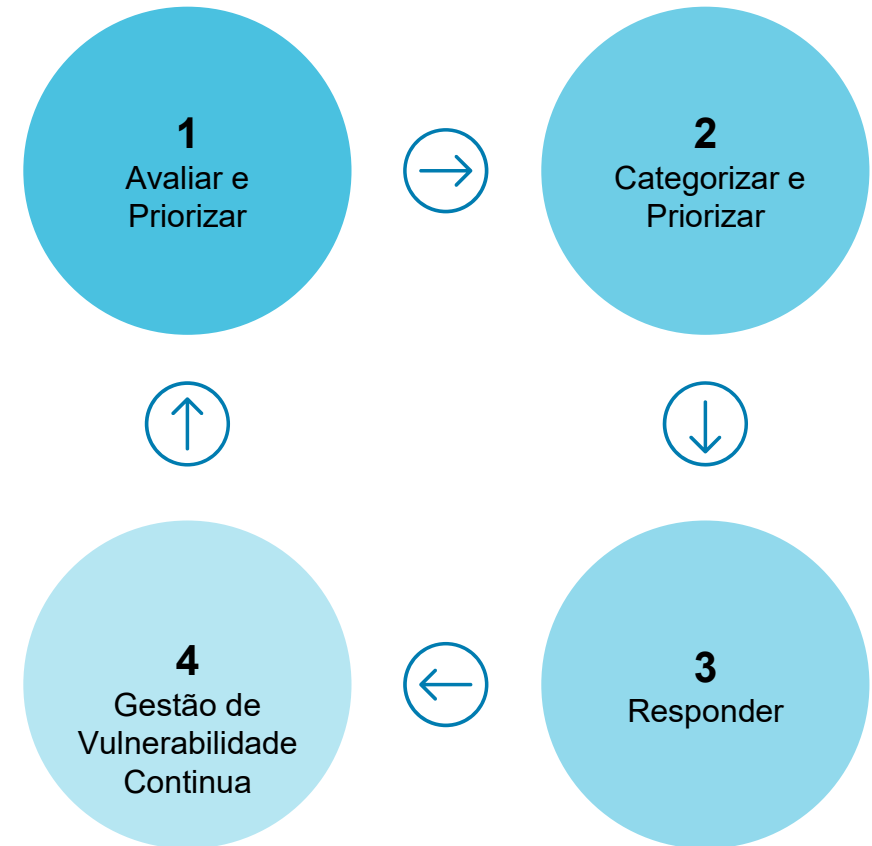 1
Avaliar e
Priorizar
2
Categorizar e
Priorizar
4
Gestão de
Vulnerabilidade
Continua
3
Responder